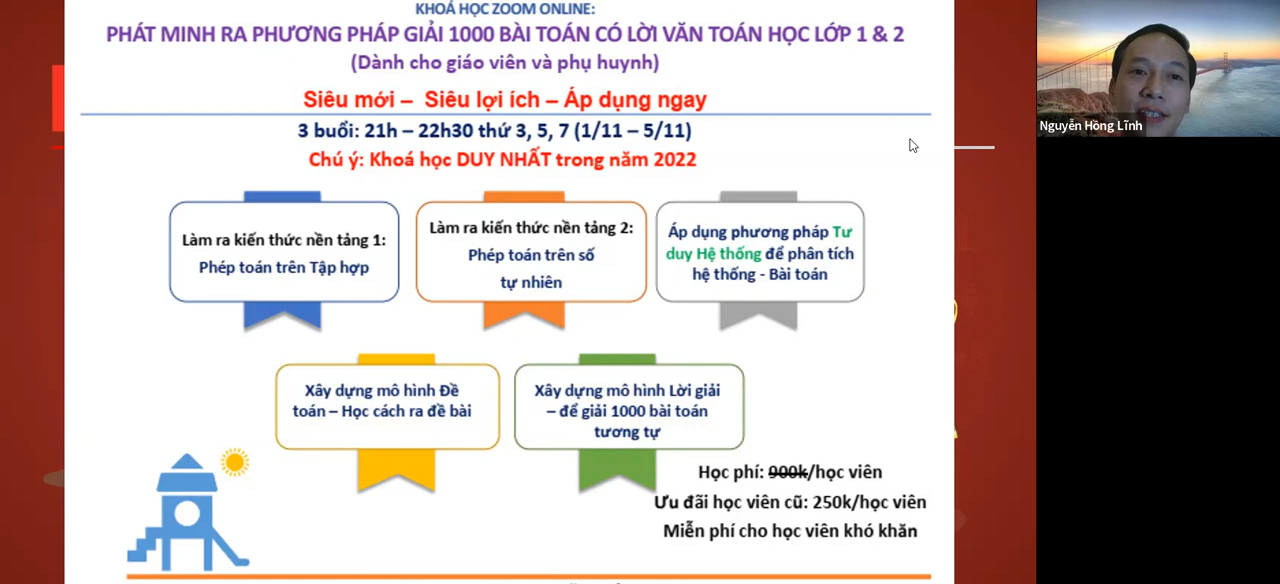 KHOÁ HỌC ZOOM ONLINE:
PHÁT MINH RA PHƯƠNG PHÁP GIẢI 1000 BÀI TOÁN CÓ LỜI VĂN TOÁN HỌC LỚP 1 & 2
(Dành cho giáo viên và phụ huynh)
Siêu mới – Siêu lợi ích – Áp dụng ngay
3 buổi: 21h – 22h30 thứ 3, 5, 7 (1/11 – 5/11)
Chú ý: Khoá học DUY NHẤT trong năm 2022
Làm ra kiến thức nền tảng 1:
Phép toán trên Tập hợp
Làm ra kiến thức nền tảng 2:
Phép toán trên số
tự nhiên
Áp dụng phương pháp Tư
duy Hệ thống để phân tích
hệ thống - Bài toán
Xây dựng mô hình Đề
toán – Học cách ra đề bài
Xây dựng mô hình Lời giải
– để giải 1000 bài toán
tương tự
Học phí: 900k/học viên
Ưu đãi học viên cũ: 250k/học viên
Miễn phí cho học viên khó khăn
Nguyễn Hồng Lĩnh